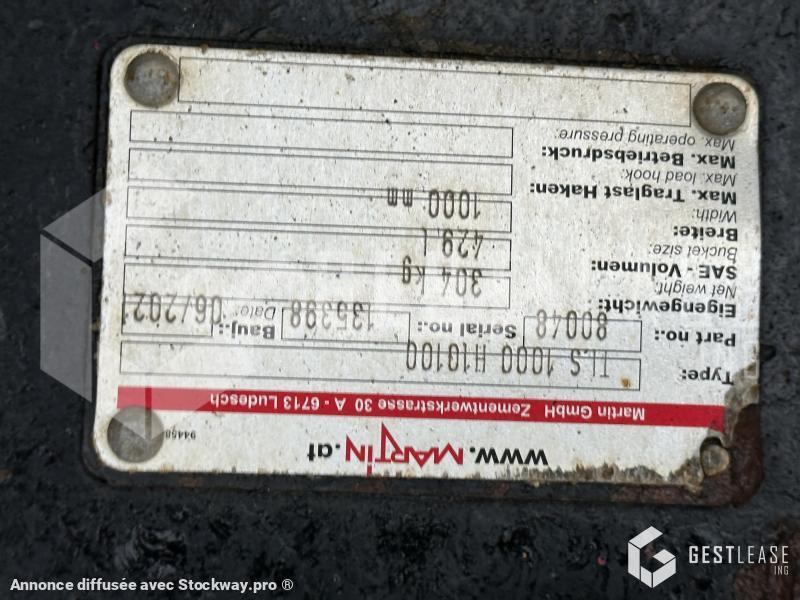 www.MARTIN.at
94458
Martin GmbH Zementwerkstrasse 30 A - 6713 Ludesch
Type: TLS 1000 H10100
Part no.: 80048 Serial no.: 135398 Bauj.: 06/2021
Date:
Eigengewicht: 304 kg
Net weight:
SAE - Volumen: 429 l
Bucket size:
Breite: 1000 mm
Width:
Max. Traglast Haken:
Max. load hook:
Max. Betriebsdruck:
Max. operating pressure:
GESTLEASE
ING
Annonce diffusée avec Stockway.pro ®